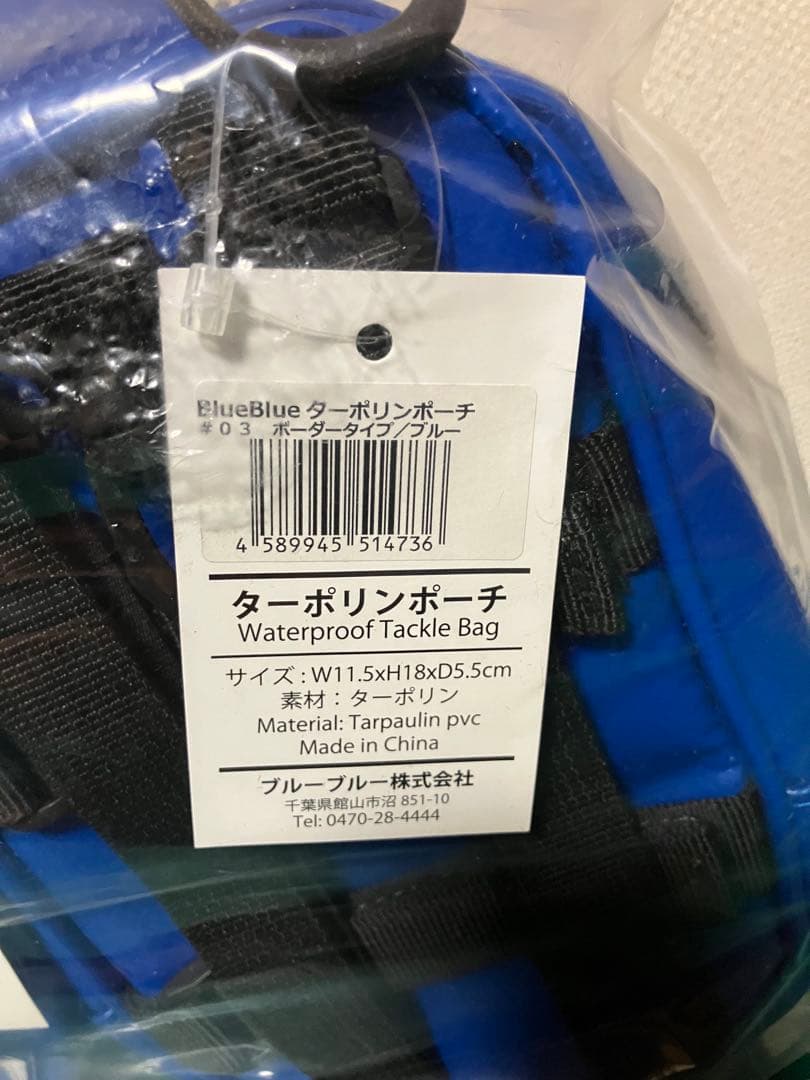 BlueBlue ターポリンポーチ
#03 ボーダータイプ/ブルー
4 589945 514736
ターポリンポーチ
Waterproof Tackle Bag
サイズ : W11.5xH18xD5.5cm
素材：ターポリン
Material: Tarpaulin pvc
Made in China
ブルーブルー株式会社
千葉県館山市沼 851-10
Tel: 0470-28-4444